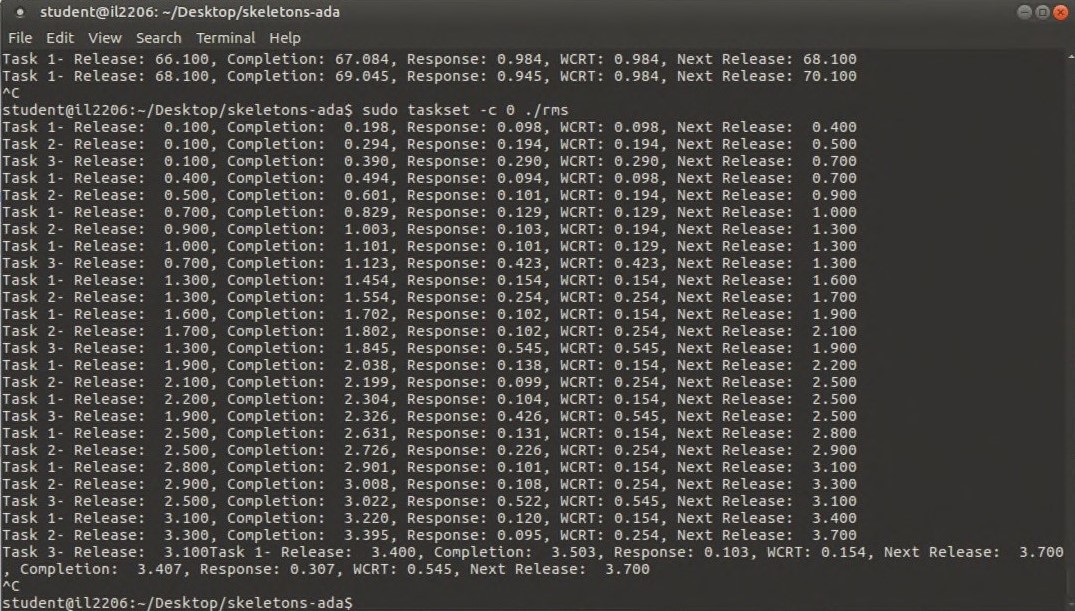 student@il2206: ~/Desktop/skeletons-ada
File Edit View Search Terminal Help
Task 1- Release: 66.100, Completion: 67.084, Response: 0.984, WCRT: 0.984, Next Release: 68.100
Task 1- Release: 68.100, Completion: 69.045, Response: 0.945, WCRT: 0.984, Next Release: 70.100
^C
student@il2206:~/Desktop/skeletons-ada$ sudo taskset -c 0 ./rms
Task 1- Release:  0.100, Completion:  0.198, Response: 0.098, WCRT: 0.098, Next Release:  0.400
Task 2- Release:  0.100, Completion:  0.294, Response: 0.194, WCRT: 0.194, Next Release:  0.500
Task 3- Release:  0.100, Completion:  0.390, Response: 0.290, WCRT: 0.290, Next Release:  0.700
Task 1- Release:  0.400, Completion:  0.494, Response: 0.094, WCRT: 0.098, Next Release:  0.700
Task 2- Release:  0.500, Completion:  0.601, Response: 0.101, WCRT: 0.194, Next Release:  0.900
Task 1- Release:  0.700, Completion:  0.829, Response: 0.129, WCRT: 0.129, Next Release:  1.000
Task 2- Release:  0.900, Completion:  1.003, Response: 0.103, WCRT: 0.194, Next Release:  1.300
Task 1- Release:  1.000, Completion:  1.101, Response: 0.101, WCRT: 0.129, Next Release:  1.300
Task 3- Release:  0.700, Completion:  1.123, Response: 0.423, WCRT: 0.423, Next Release:  1.300
Task 1- Release:  1.300, Completion:  1.454, Response: 0.154, WCRT: 0.154, Next Release:  1.600
Task 2- Release:  1.300, Completion:  1.554, Response: 0.254, WCRT: 0.254, Next Release:  1.700
Task 1- Release:  1.600, Completion:  1.702, Response: 0.102, WCRT: 0.154, Next Release:  1.900
Task 2- Release:  1.700, Completion:  1.802, Response: 0.102, WCRT: 0.254, Next Release:  2.100
Task 3- Release:  1.300, Completion:  1.845, Response: 0.545, WCRT: 0.545, Next Release:  1.900
Task 1- Release:  1.900, Completion:  2.038, Response: 0.138, WCRT: 0.154, Next Release:  2.200
Task 2- Release:  2.100, Completion:  2.199, Response: 0.099, WCRT: 0.254, Next Release:  2.500
Task 1- Release:  2.200, Completion:  2.304, Response: 0.104, WCRT: 0.154, Next Release:  2.500
Task 3- Release:  1.900, Completion:  2.326, Response: 0.426, WCRT: 0.545, Next Release:  2.500
Task 1- Release:  2.500, Completion:  2.631, Response: 0.131, WCRT: 0.154, Next Release:  2.800
Task 2- Release:  2.500, Completion:  2.726, Response: 0.226, WCRT: 0.254, Next Release:  2.900
Task 1- Release:  2.800, Completion:  2.901, Response: 0.101, WCRT: 0.154, Next Release:  3.100
Task 2- Release:  2.900, Completion:  3.008, Response: 0.108, WCRT: 0.254, Next Release:  3.300
Task 3- Release:  2.500, Completion:  3.022, Response: 0.522, WCRT: 0.545, Next Release:  3.100
Task 1- Release:  3.100, Completion:  3.220, Response: 0.120, WCRT: 0.154, Next Release:  3.400
Task 2- Release:  3.300, Completion:  3.395, Response: 0.095, WCRT: 0.254, Next Release:  3.700
Task 3- Release:  3.100Task 1- Release:  3.400, Completion:  3.503, Response: 0.103, WCRT: 0.154, Next Release:  3.700
, Completion:  3.407, Response: 0.307, WCRT: 0.545, Next Release:  3.700
^C
student@il2206:~/Desktop/skeletons-ada$